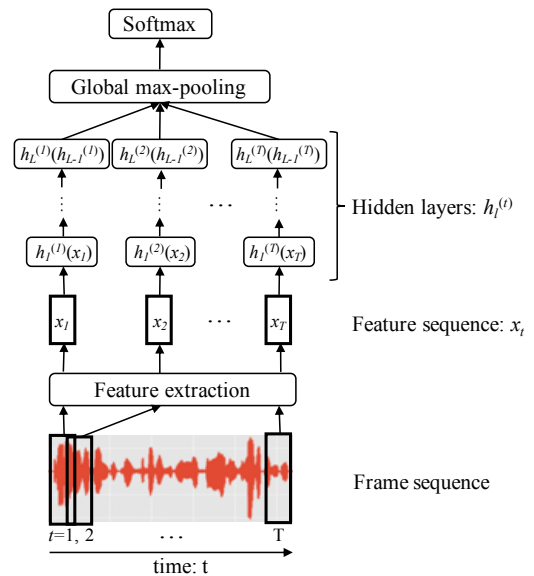 Softmax
Global max-pooling
h_L^(1)(h_{L-1}^(1)) h_L^(2)(h_{L-1}^(2)) h_L^(T)(h_{L-1}^(T))
⋮ ⋮ ... ⋮
Hidden layers: h_l^(t)
h_1^(1)(x_1) h_1^(2)(x_2) h_1^(T)(x_T)
x_1 x_2 ... x_T Feature sequence: x_t
Feature extraction
Frame sequence
t=1, 2 ... T
time: t